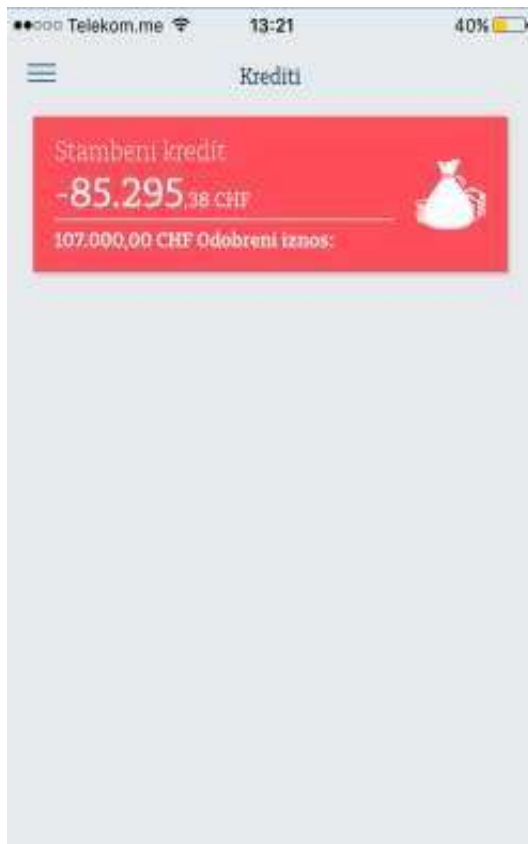 Telekom.me 13:21 40%
Krediti
Stambeni kredit
-85.295,38 CHF
107.000,00 CHF Odobreni iznos: